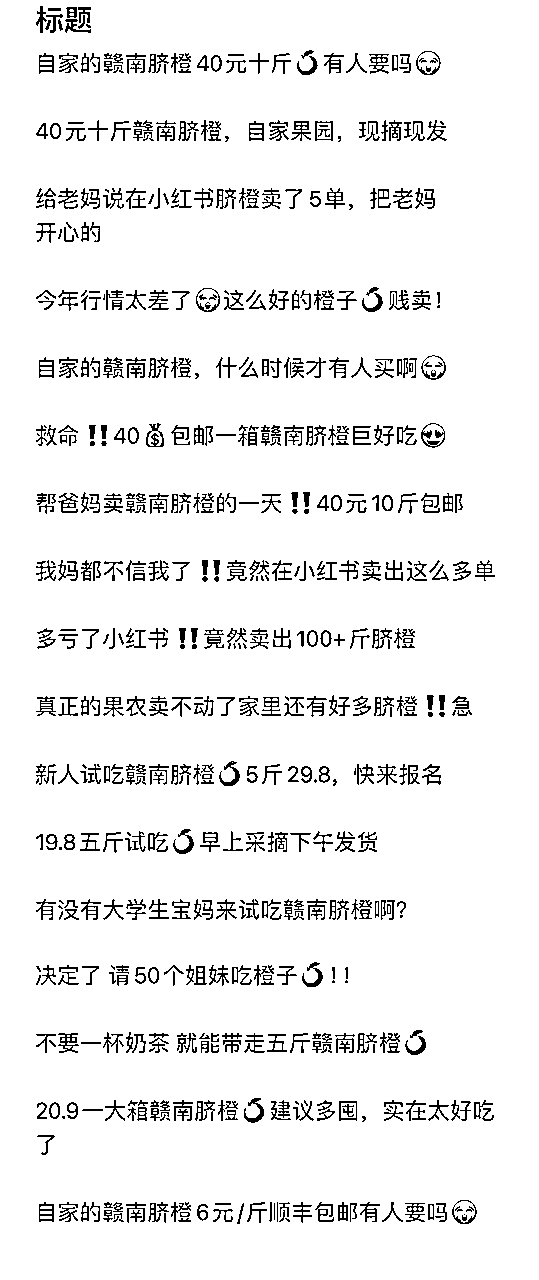 标题
自家的赣南脐橙40元十斤🍊有人要吗😳
40元十斤赣南脐橙，自家果园，现摘现发
给老妈说在小红书脐橙卖了5单，把老妈
开心的
今年行情太差了😭这么好的橙子🍊贱卖！
自家的赣南脐橙，什么时候才有人买啊😭
救命‼️40💰包邮一箱赣南脐橙巨好吃😍
帮爸妈卖赣南脐橙的一天‼️40元10斤包邮
我妈都不信我了‼️竟然在小红书卖出这么多单
多亏了小红书‼️竟然卖出100+斤脐橙
真正的果农卖不动了家里还有好多脐橙‼️急
新人试吃赣南脐橙🍊5斤29.8，快来报名
19.8五斤试吃🍊早上采摘下午发货
有没有大学生宝妈来试吃赣南脐橙啊？
决定了 请50个姐妹吃橙子🍊！！
不要一杯奶茶 就能带走五斤赣南脐橙🍊
20.9一大箱赣南脐橙🍊建议多囤，实在太好吃
了
自家的赣南脐橙6元/斤顺丰包邮有人要吗😳